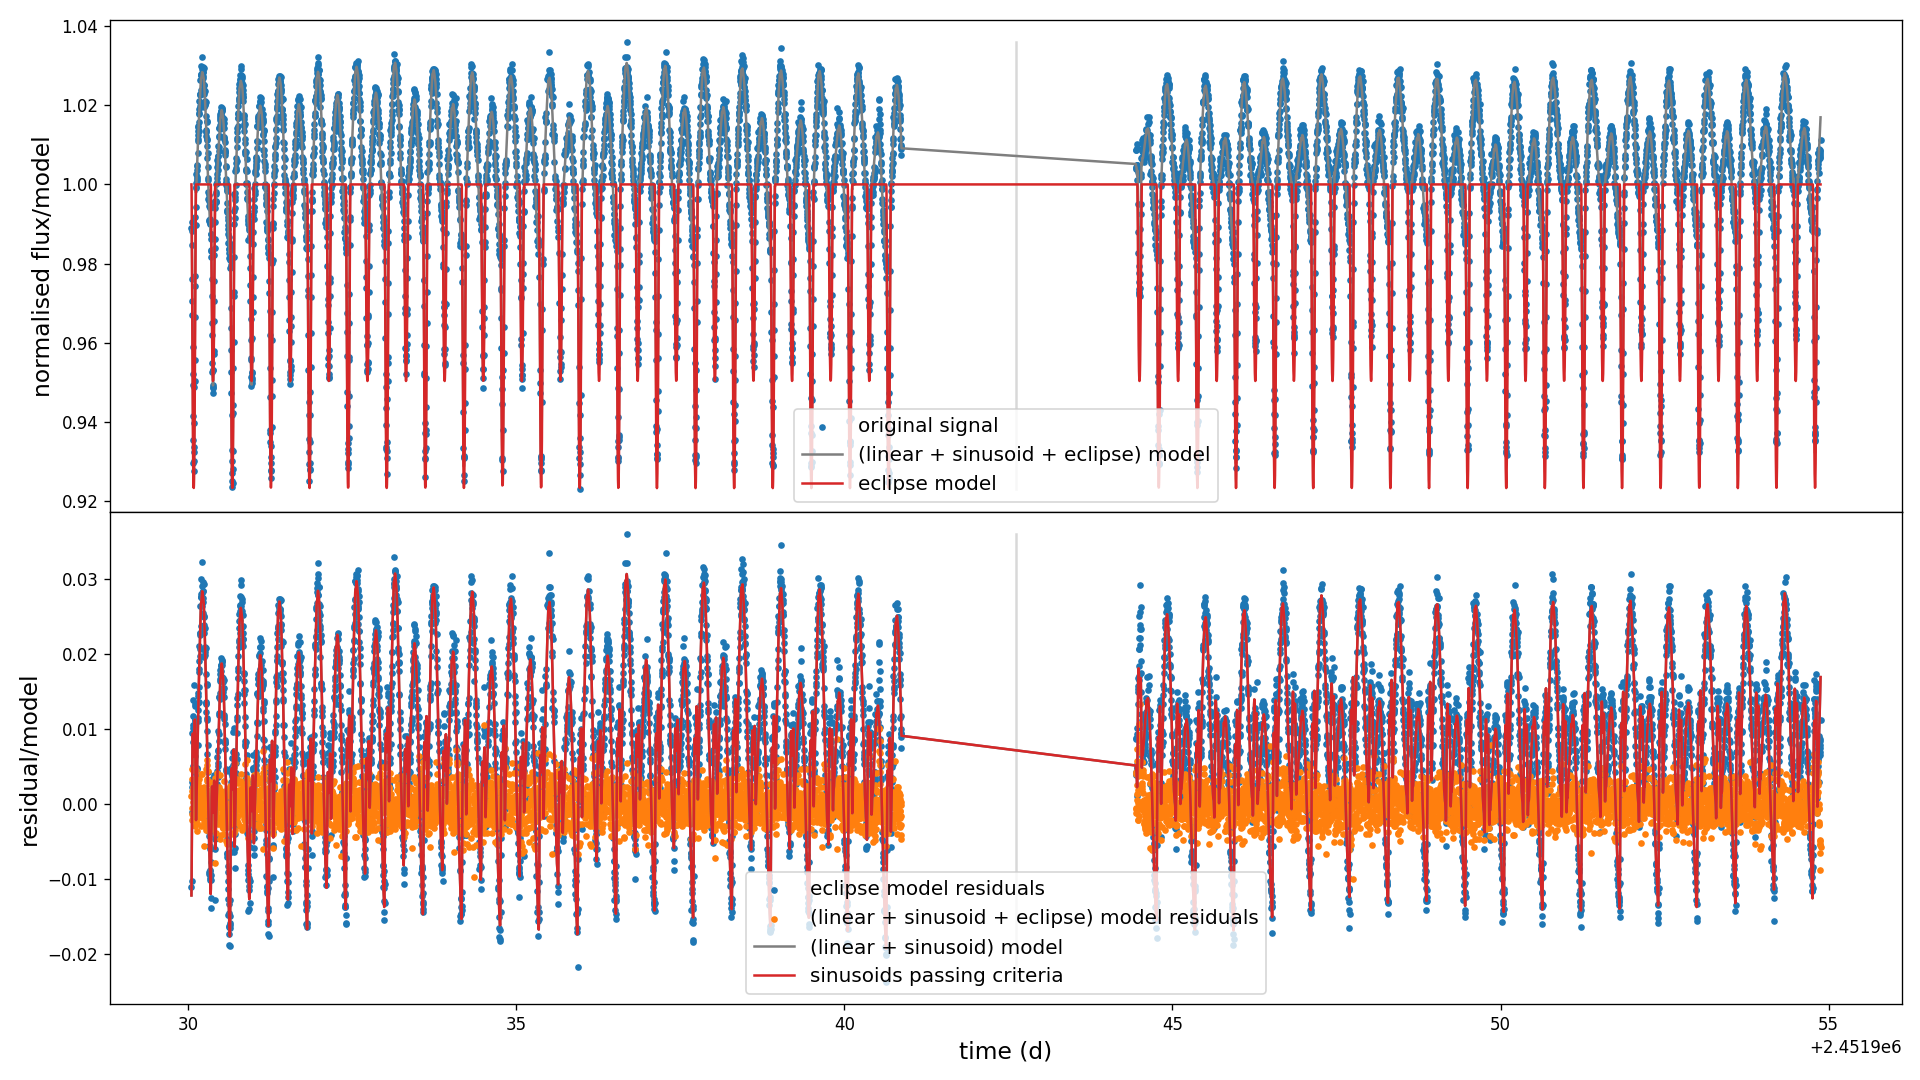 1.04
1.02
1.00
0.98
0.96
0.94
0.92
normalised flux/model
original signal
(linear + sinusoid + eclipse) model
eclipse model
0.03
0.02
0.01
0.00
−0.01
−0.02
residual/model
eclipse model residuals
(linear + sinusoid + eclipse) model residuals
(linear + sinusoid) model
sinusoids passing criteria
30 35 40 45 50 55
time (d)
+2.4519e6